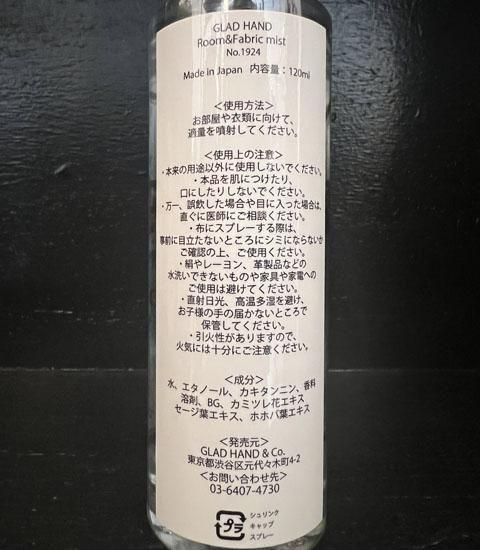 GLAD HAND
Room&Fabric mist
No.1924
Made in Japan 内容量：120ml
＜使用方法＞
お部屋や衣類に向けて、
適量を噴射してください。
＜使用上の注意＞
・本来の用途以外に使用しないでください。
・本品を肌につけたり、
口にしたりしないでください。
・万一、誤飲した場合や目に入った場合は、
直ぐに医師にご相談ください。
・布にスプレーする際は、
事前に目立たないところにシミにならないか
ご確認の上、ご使用ください。
・絹やレーヨン、革製品などの
水洗いできないものや家具や家電への
ご使用は避けてください。
・直射日光、高温多湿を避け、
お子様の手の届かないところで
保管してください。
・引火性がありますので、
火気には十分にご注意ください。
＜成分＞
水、エタノール、カキタンニン、香料
溶剤、BG、カミツレ花エキス
セージ葉エキス、ホホバ葉エキス
＜発売元＞
GLAD HAND & Co.
東京都渋谷区元代々木町4-2
＜お問い合わせ先＞
03-6407-4730
プラ
シュリンク
キャップ
スプレー